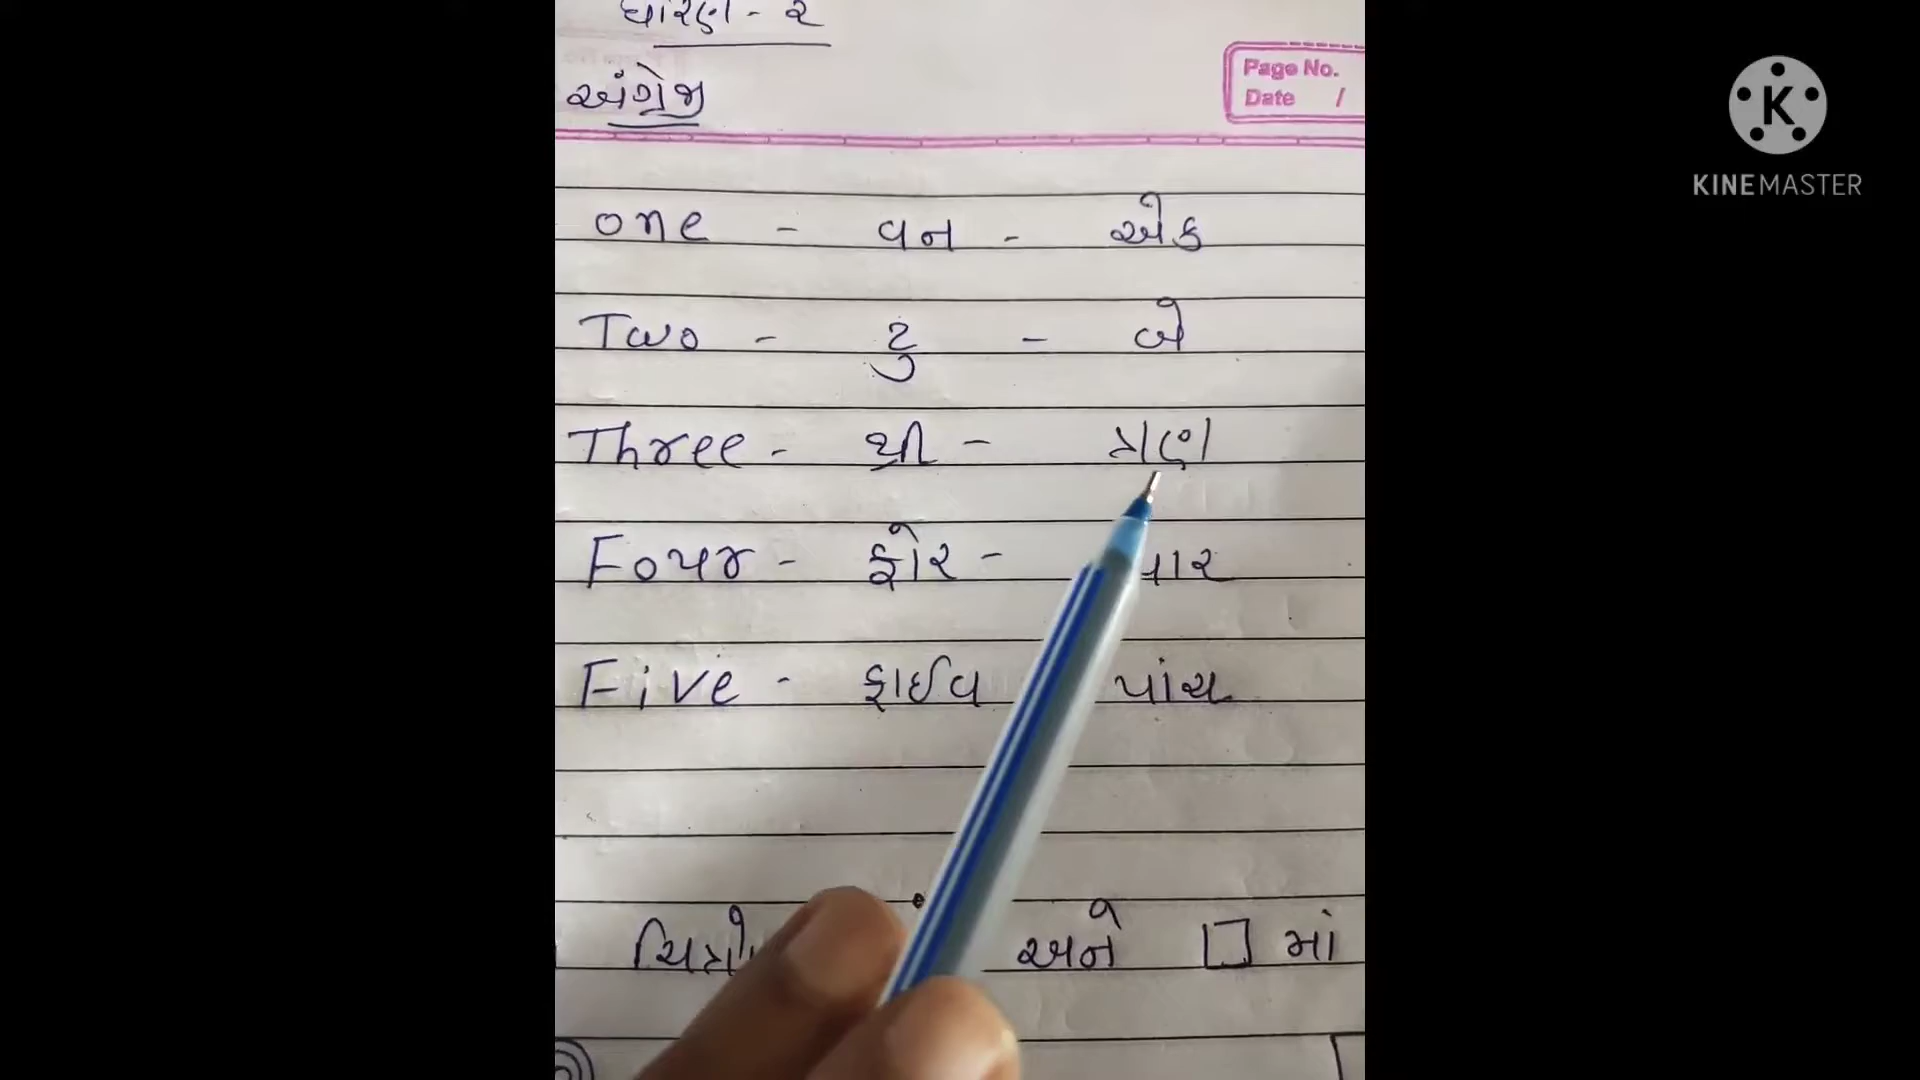 ધોરણ - ૨
અંગ્રેજી
Page No.
Date /
K
KINEMASTER
one - વન - એક
Two - ટુ - બે
Three - થ્રી - ત્રણ
Four - ફોર -
Five - ફાઈવ પાંચ
અને □ માં